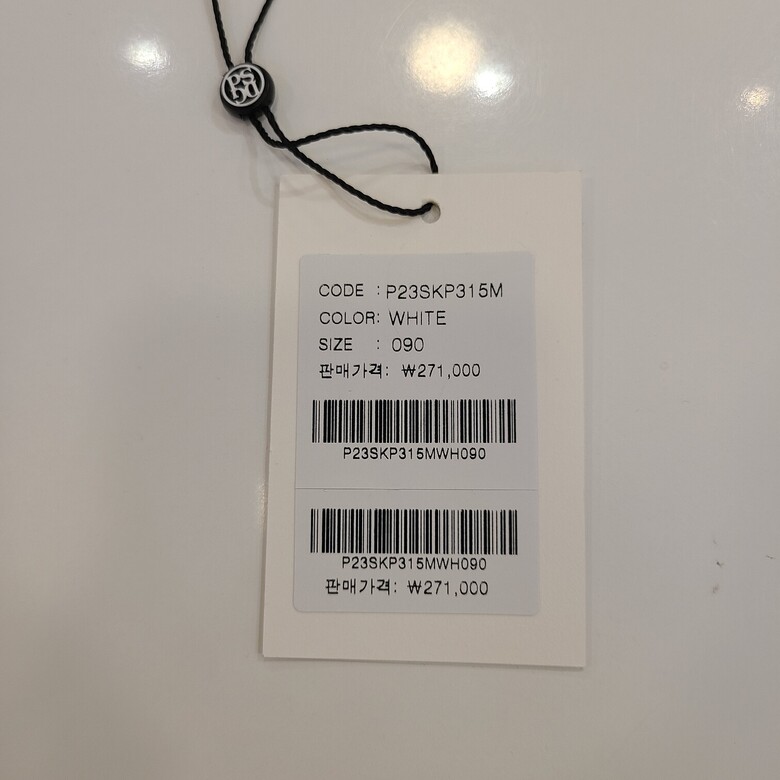 CODE : P23SKP315M
COLOR: WHITE
SIZE : 090
판매가격: ₩271,000
P23SKP315MWH090
P23SKP315MWH090
판매가격: ₩271,000